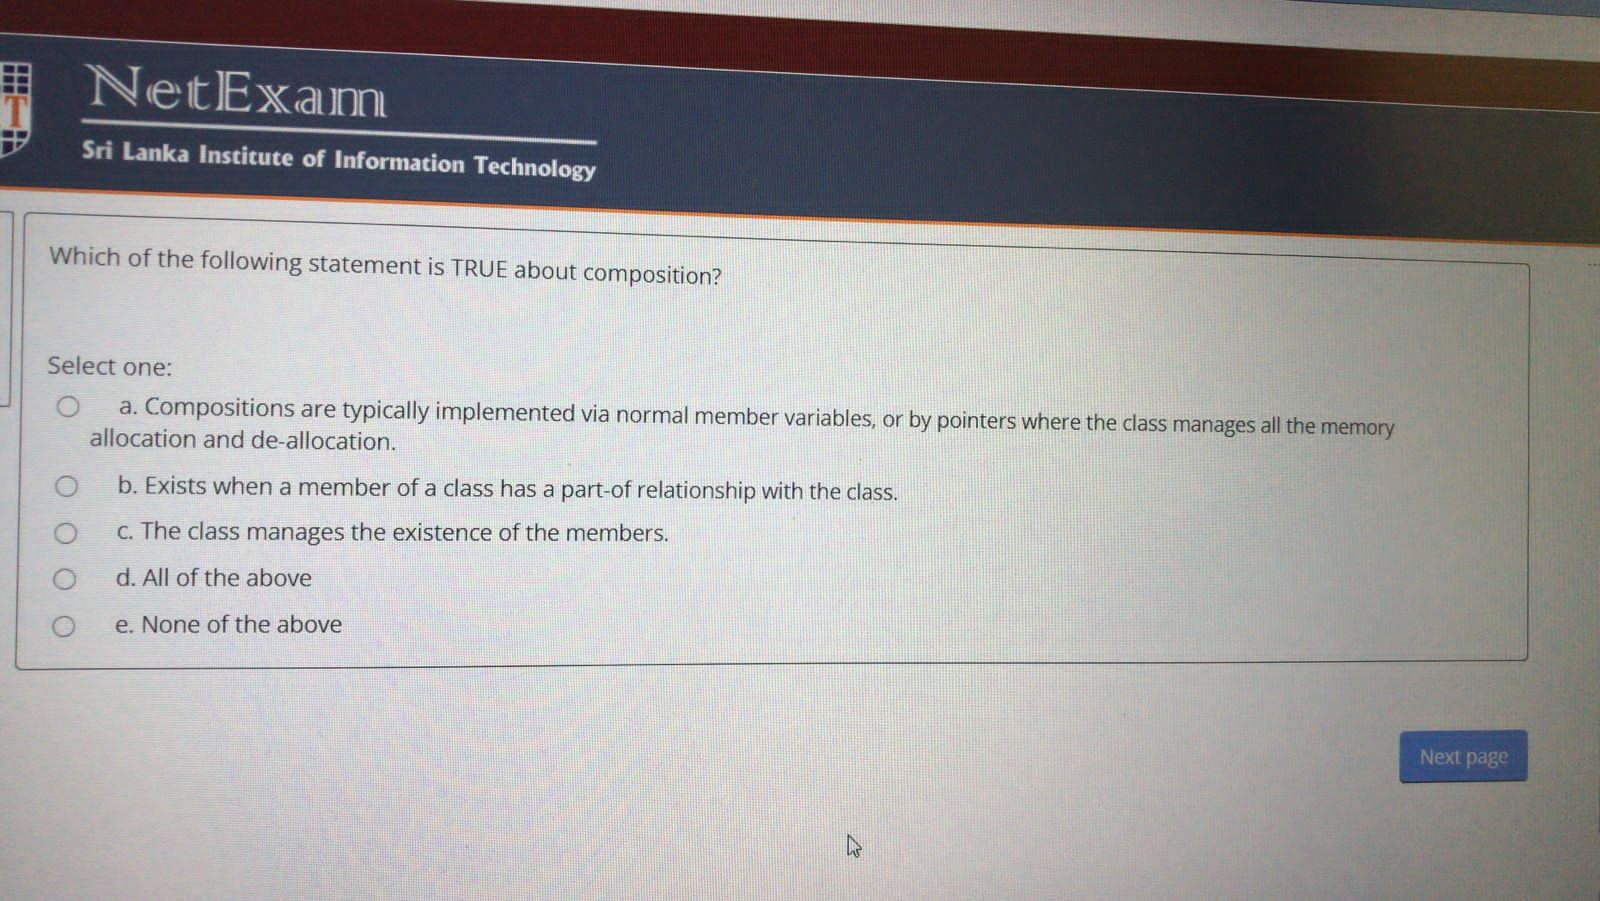 T
NetExam
Sri Lanka Institute of Information Technology
Which of the following statement is TRUE about composition?
Select one:
a. Compositions are typically implemented via normal member variables, or by pointers where the class manages all the memory
allocation and de-allocation.
b. Exists when a member of a class has a part-of relationship with the class.
c. The class manages the existence of the members.
d. All of the above
e. None of the above
Next page